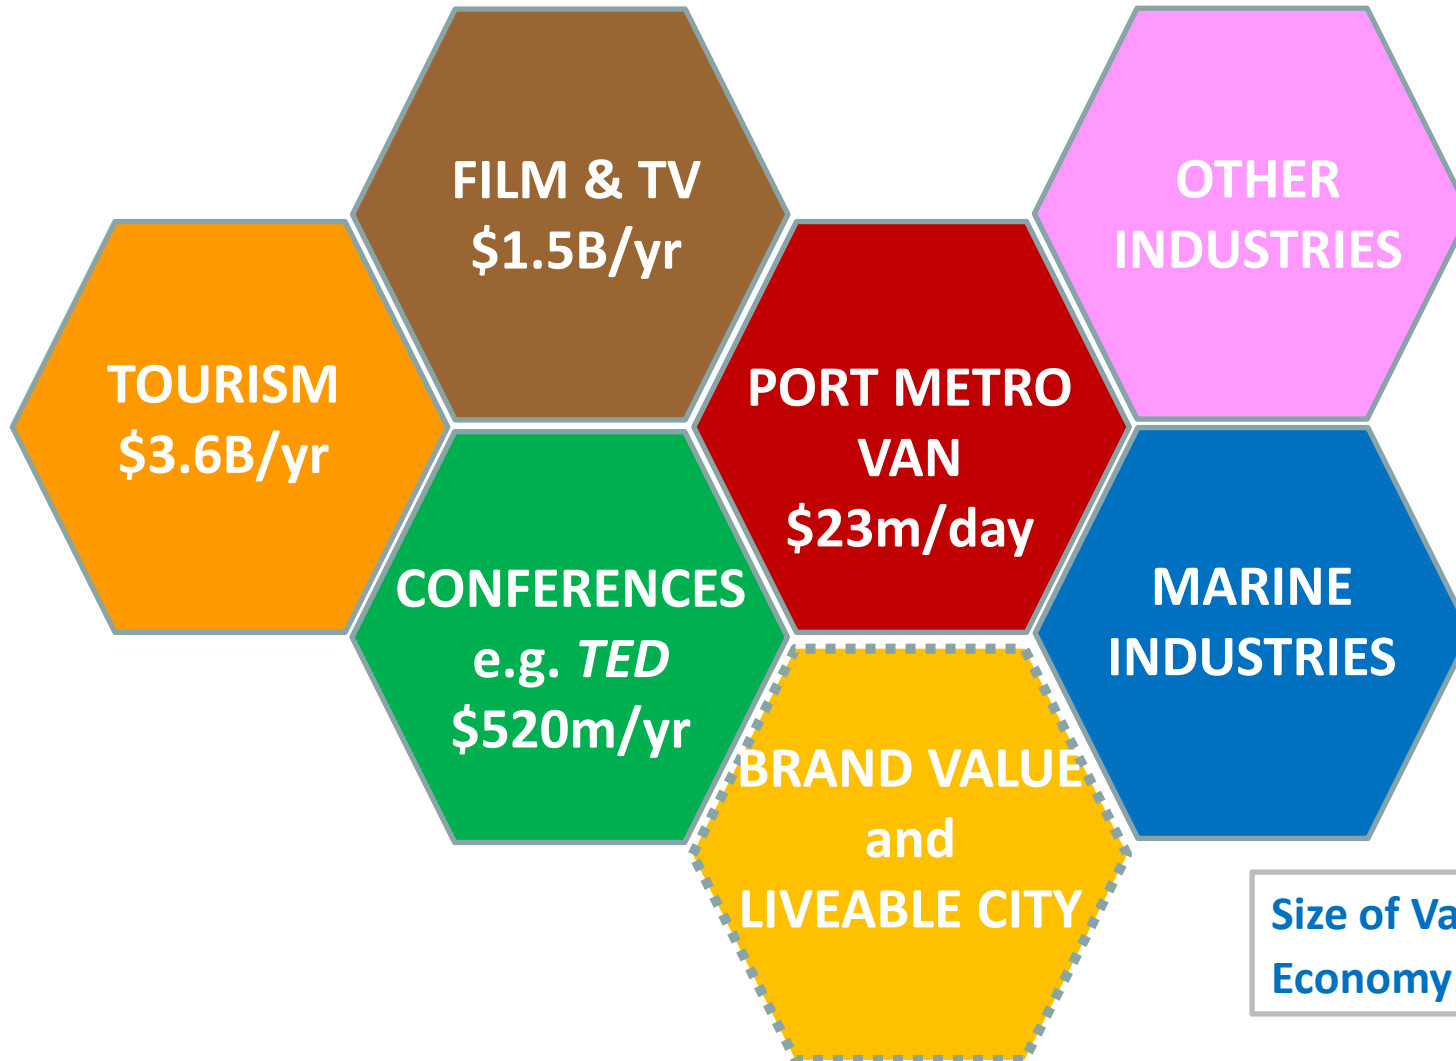 FILM & TV
$1.5B/yr
OTHER
INDUSTRIES
TOURISM
$3.6B/yr
PORT METRO
VAN
$23m/day
CONFERENCES
e.g. TED
$520m/yr
MARINE
INDUSTRIES
BRAND VALUE
and
LIVEABLE CITY
Size of
Economy